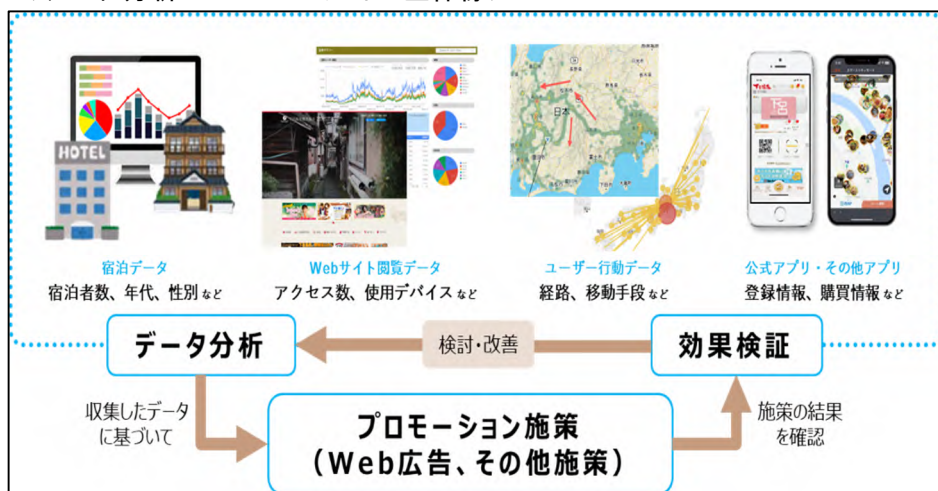 HOTEL
日本
宿泊データ
宿泊者数、年代、性別 など
Webサイト閲覧データ
アクセス数、使用デバイス など
ユーザー行動データ
経路、移動手段など
公式アプリ・その他アプリ
登録情報、購買情報 など
データ分析
検討・改善
効果検証
収集したデータ
に基づいて
プロモーション施策
(Web広告、その他施策)
施策の結果
を確認